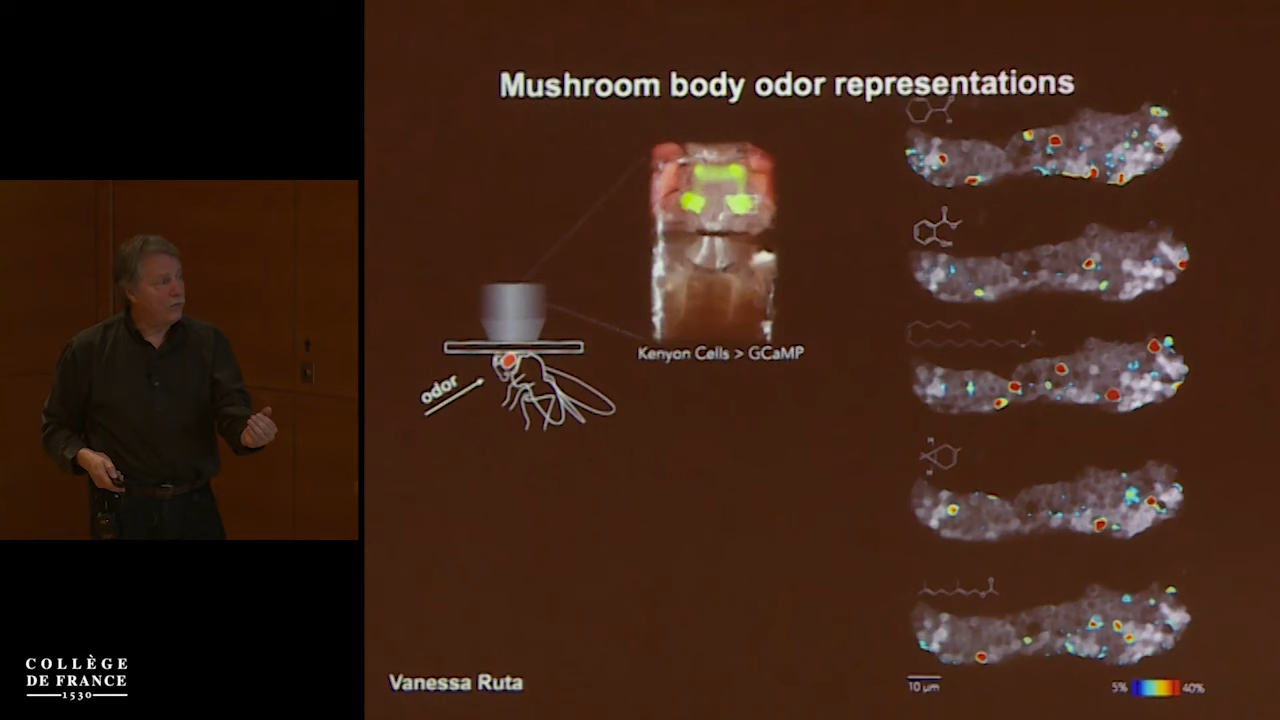 Mushroom body odor representations
Kenyon Cells > GCaMP
odor
Vanessa Ruta
10 µm
5%
40%
COLLÈGE
DE FRANCE
1530